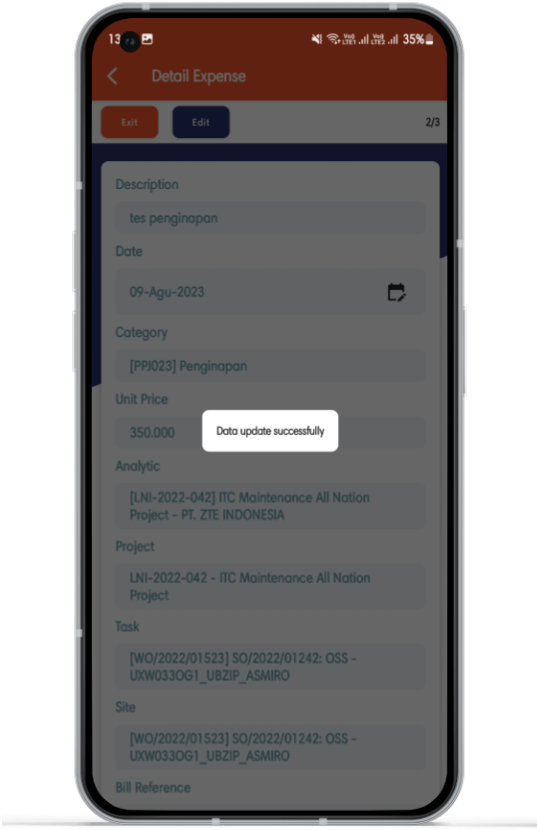 13
35%
Detail Expense
Exit
Edit
2/3
Description
tes penginapan
Date
09-Agu-2023
Category
[PPJ023] Penginapan
Unit Price
350.000
Data update successfully
Analytic
[LNI-2022-042] ITC Maintenance All Nation
Project - PT. ZTE INDONESIA
Project
LNI-2022-042 - ITC Maintenance All Nation
Project
Task
[WO/2022/01523] SO/2022/01242: OSS -
UXW033OG1_UBZIP_ASMIRO
Site
[WO/2022/01523] SO/2022/01242: OSS -
UXW033OG1_UBZIP_ASMIRO
Bill Reference